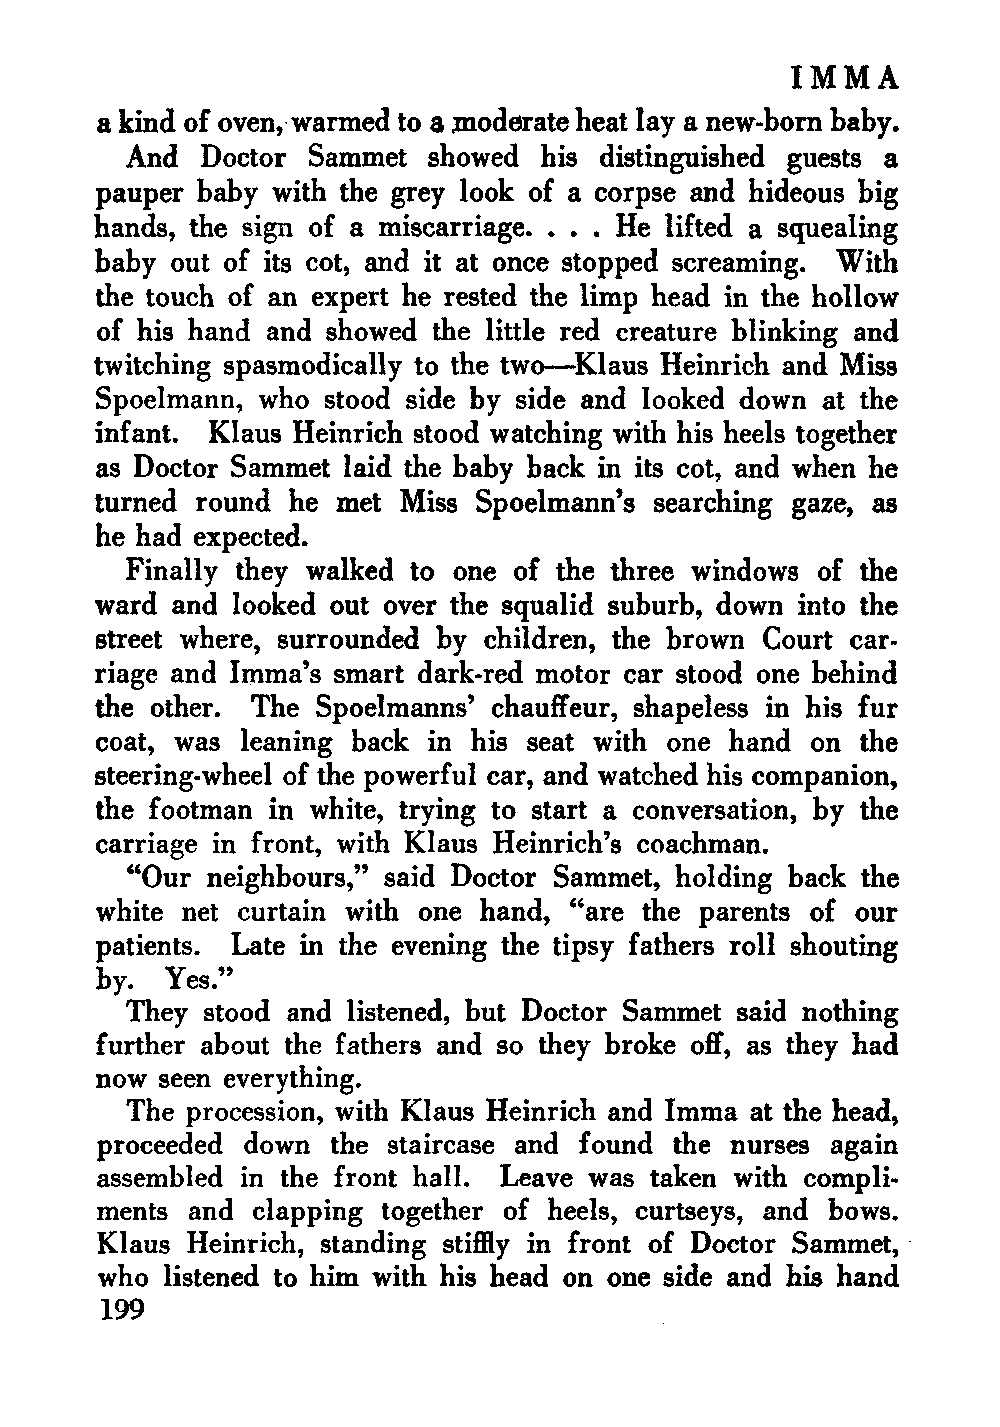 IMMA
a kind of oven, warmed to a moderate heat lay a new-born baby.
And Doctor Sammet showed his distinguished guests a
pauper baby with the grey look of a corpse and hideous big
hands, the sign of a miscarriage. . . . He lifted a squealing
baby out of its cot, and it at once stopped screaming. With
the touch of an expert he rested the limp head in the hollow
of his hand and showed the little red creature blinking and
twitching spasmodically to the two—Klaus Heinrich and Miss
Spoelmann, who stood side by side and looked down at the
infant. Klaus Heinrich stood watching with his heels together
as Doctor Sammet laid the baby back in its cot, and when he
turned round he met Miss Spoelmann's searching gaze, as
he had expected.
Finally they walked to one of the three windows of the
ward and looked out over the squalid suburb, down into the
street where, surrounded by children, the brown Court car-
riage and Imma's smart dark-red motor car stood one behind
the other. The Spoelmanns' chauffeur, shapeless in his fur
coat, was leaning back in his seat with one hand on the
steering-wheel of the powerful car, and watched his companion,
the footman in white, trying to start a conversation, by the
carriage in front, with Klaus Heinrich's coachman.
"Our neighbours," said Doctor Sammet, holding back the
white net curtain with one hand, "are the parents of our
patients. Late in the evening the tipsy fathers roll shouting
by. Yes."
They stood and listened, but Doctor Sammet said nothing
further about the fathers and so they broke off, as they had
now seen everything.
The procession, with Klaus Heinrich and Imma at the head,
proceeded down the staircase and found the nurses again
assembled in the front hall. Leave was taken with compli-
ments and clapping together of heels, curtseys, and bows.
Klaus Heinrich, standing stiffly in front of Doctor Sammet,
who listened to him with his head on one side and his hand
199